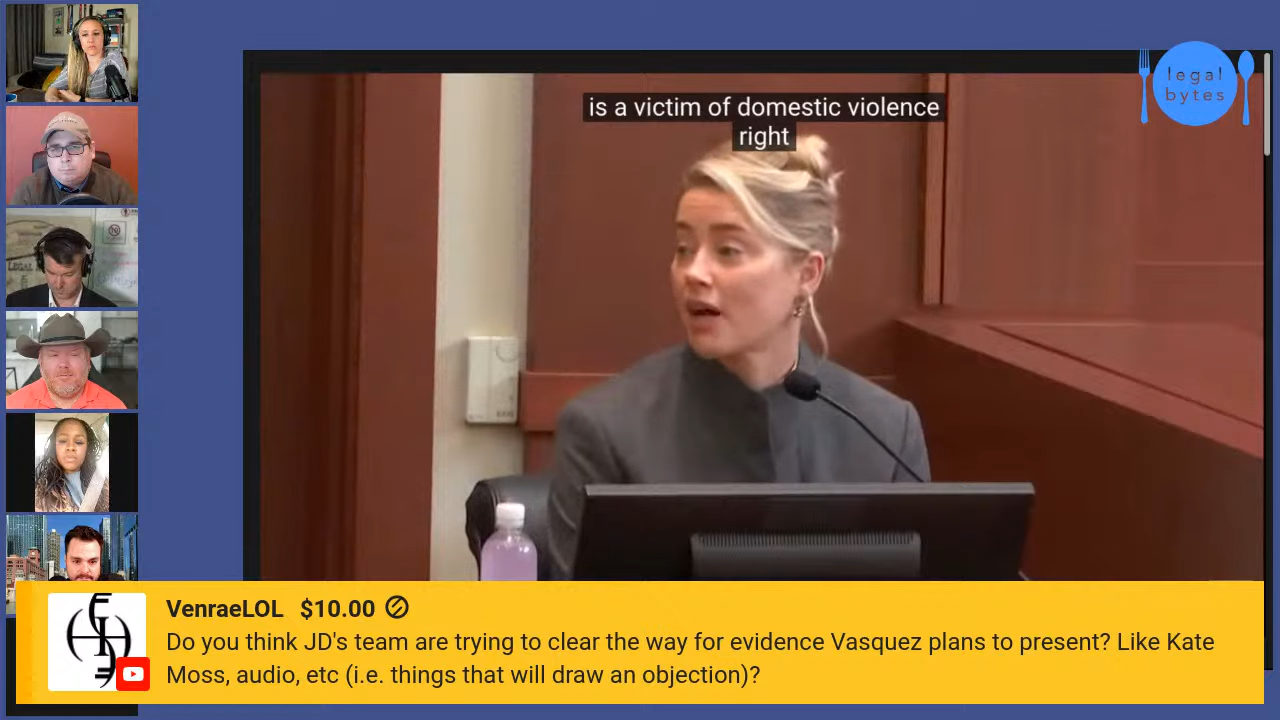 is a victim of domestic violence
right
legal
bytes
VenraeLOL $10.00
Do you think JD's team are trying to clear the way for evidence Vasquez plans to present? Like Kate
Moss, audio, etc (i.e. things that will draw an objection)?